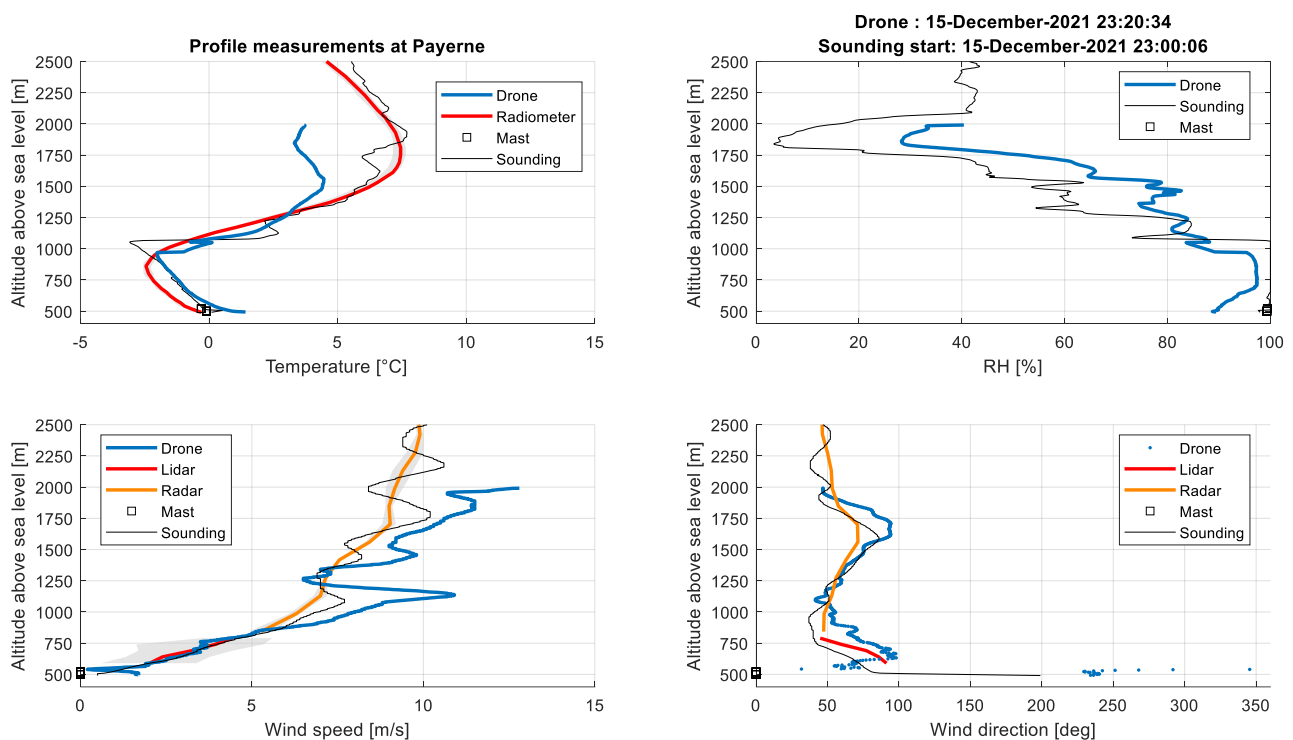 Drone : 15-December-2021 23:20:34
Profile measurements at Payerne
Sounding start: 15-December-2021 23:00:06
Altitude above sea level [m]
2500
2250
2000
1750
1500
1250
1000
750
500
Drone
Radiometer
Mast
Sounding
-5
0
5
10
15
Temperature [°C]
Altitude above sea level [m]
2500
2250
2000
1750
1500
1250
1000
750
500
Drone
Sounding
Mast
0
20
40
60
80
100
RH [%]
Altitude above sea level [m]
2500
2250
2000
1750
1500
1250
1000
750
500
Drone
Lidar
Radar
Mast
Sounding
0
5
10
15
Wind speed [m/s]
Altitude above sea level [m]
2500
2250
2000
1750
1500
1250
1000
750
500
Drone
Lidar
Radar
Mast
Sounding
0
50
100
150
200
250
300
350
Wind direction [deg]